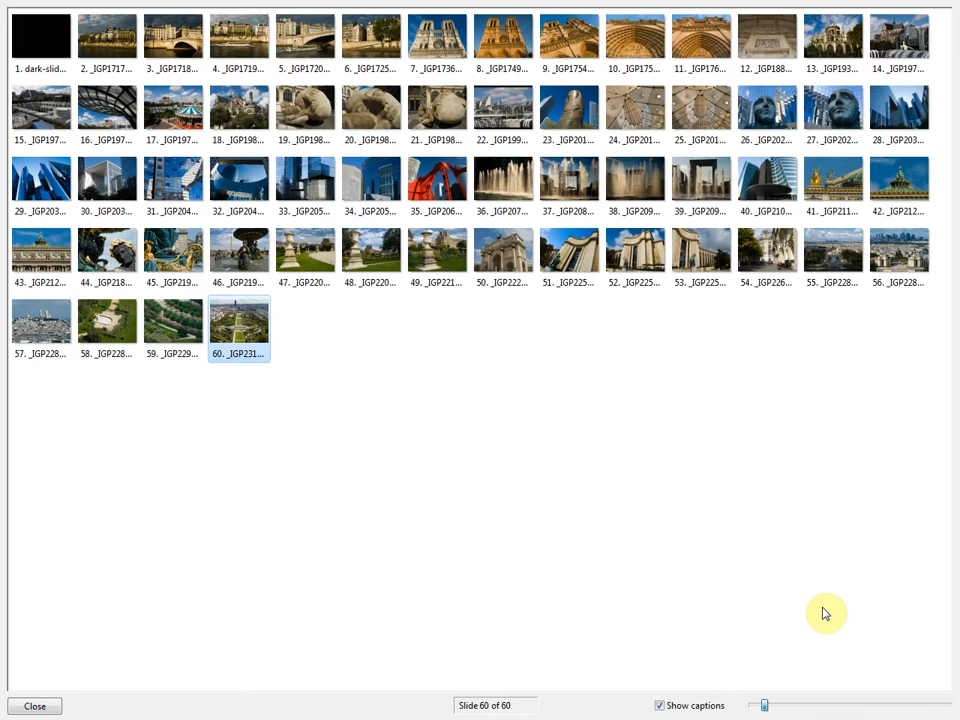 1. dark-slid... 2. _IGP1717... 3. _IGP1718... 4. _IGP1719... 5. _IGP1720... 6. _IGP1725... 7. _IGP1736... 8. _IGP1749... 9. _IGP1754... 10. _IGP175... 11. _IGP176... 12. _IGP188... 13. _IGP193... 14. _IGP197...
15. _IGP197... 16. _IGP197... 17. _IGP197... 18. _IGP198... 19. _IGP198... 20. _IGP198... 21. _IGP198... 22. _IGP199... 23. _IGP201... 24. _IGP201... 25. _IGP201... 26. _IGP202... 27. _IGP202... 28. _IGP203...
29. _IGP203... 30. _IGP203... 31. _IGP204... 32. _IGP204... 33. _IGP205... 34. _IGP205... 35. _IGP206... 36. _IGP207... 37. _IGP208... 38. _IGP209... 39. _IGP209... 40. _IGP210... 41. _IGP211... 42. _IGP212...
43. _IGP212... 44. _IGP218... 45. _IGP219... 46. _IGP219... 47. _IGP220... 48. _IGP220... 49. _IGP221... 50. _IGP222... 51. _IGP225... 52. _IGP225... 53. _IGP225... 54. _IGP226... 55. _IGP228... 56. _IGP228...
57. _IGP228... 58. _IGP228... 59. _IGP229... 60. _IGP231...
Close Slide 60 of 60 Show captions